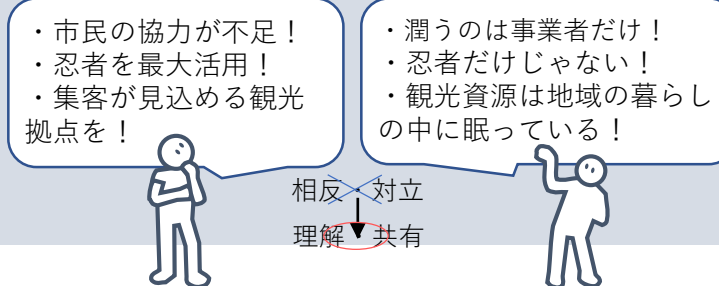 ・市民の協力が不足！
・忍者を最大活用！
・集客が見込める観光
拠点を！
・潤うのは事業者だけ！
・忍者だけじゃない！
・観光資源は地域の暮らし
の中に眠っている！
相反・対立
理解・共有